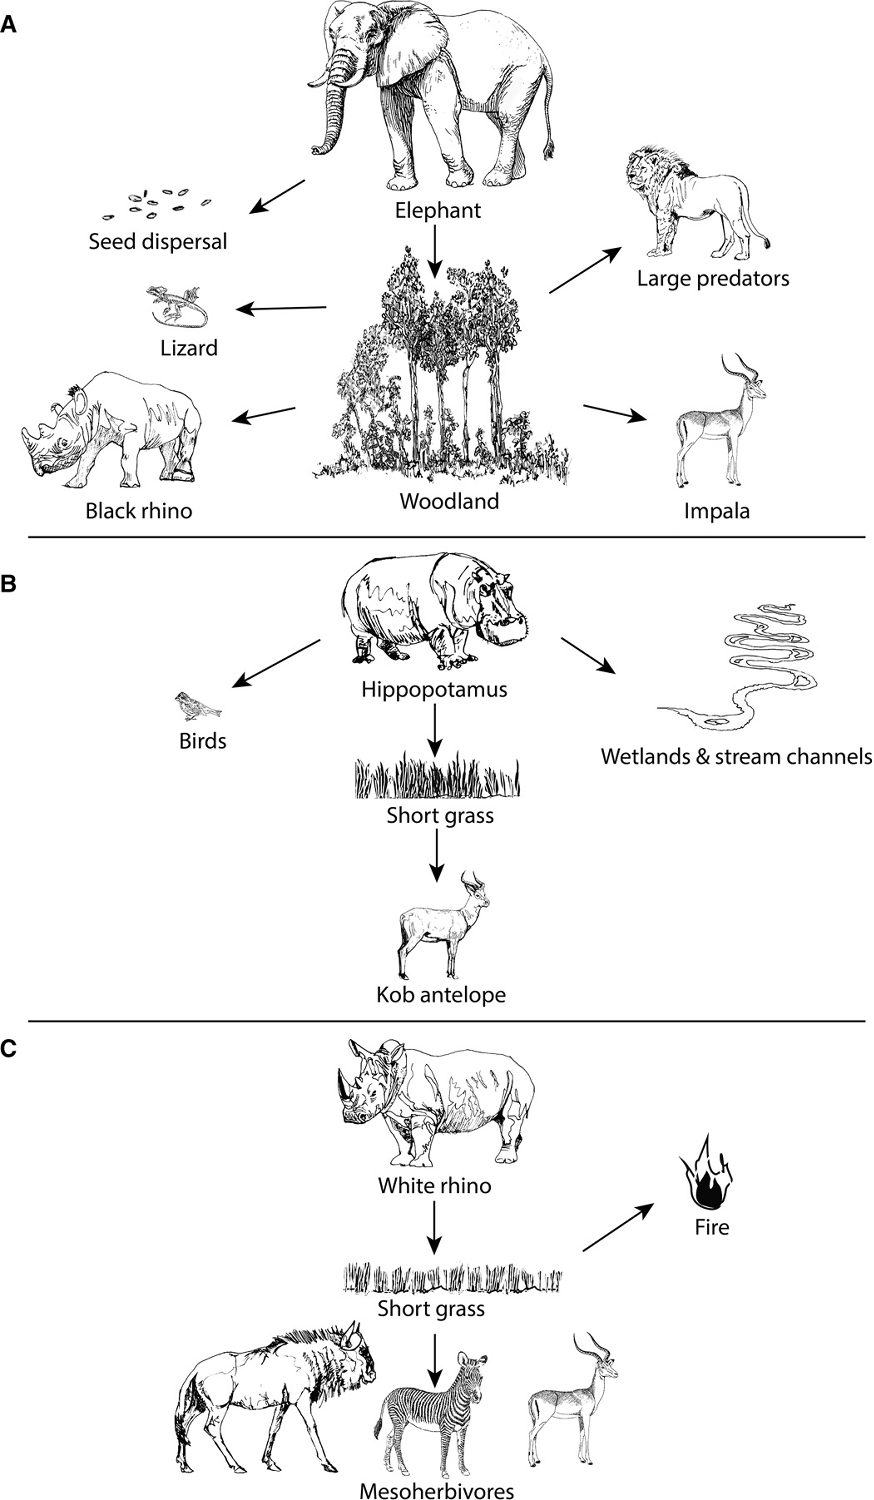 A
Elephant
Seed dispersal
Large predators
Lizard
Woodland
Black rhino
Impala
B
Hippopotamus
Birds
Wetlands & stream channels
Short grass
Kob antelope
C
White rhino
Fire
Short grass
Mesoherbivores